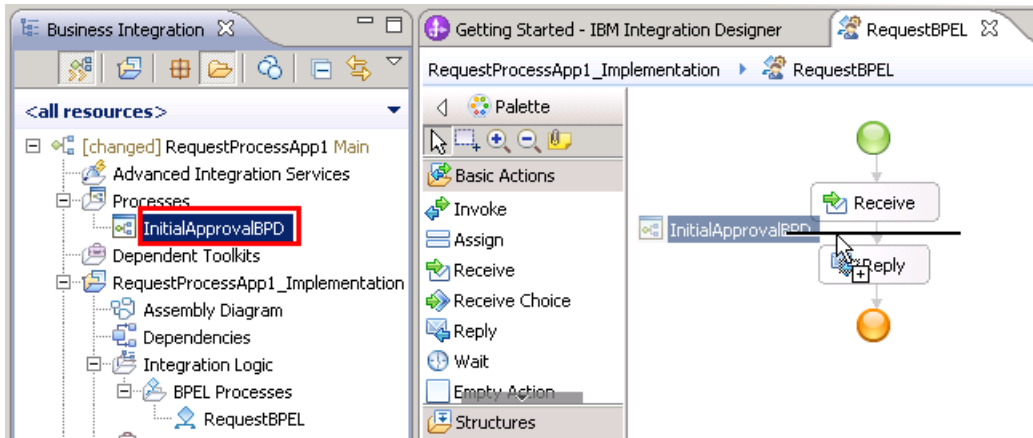 Business Integration
<all resources>
[changed] RequestProcessApp1 Main
Advanced Integration Services
Processes
InitialApprovalBPD
Dependent Toolkits
RequestProcessApp1_Implementation
Assembly Diagram
Dependencies
Integration Logic
BPEL Processes
RequestBPEL
Getting Started - IBM Integration Designer
RequestBPEL
RequestProcessApp1_Implementation
RequestBPEL
Palette
Basic Actions
Invoke
Assign
Receive
Receive Choice
Reply
Wait
Empty Action
Structures
Receive
InitialApprovalBPD
Reply